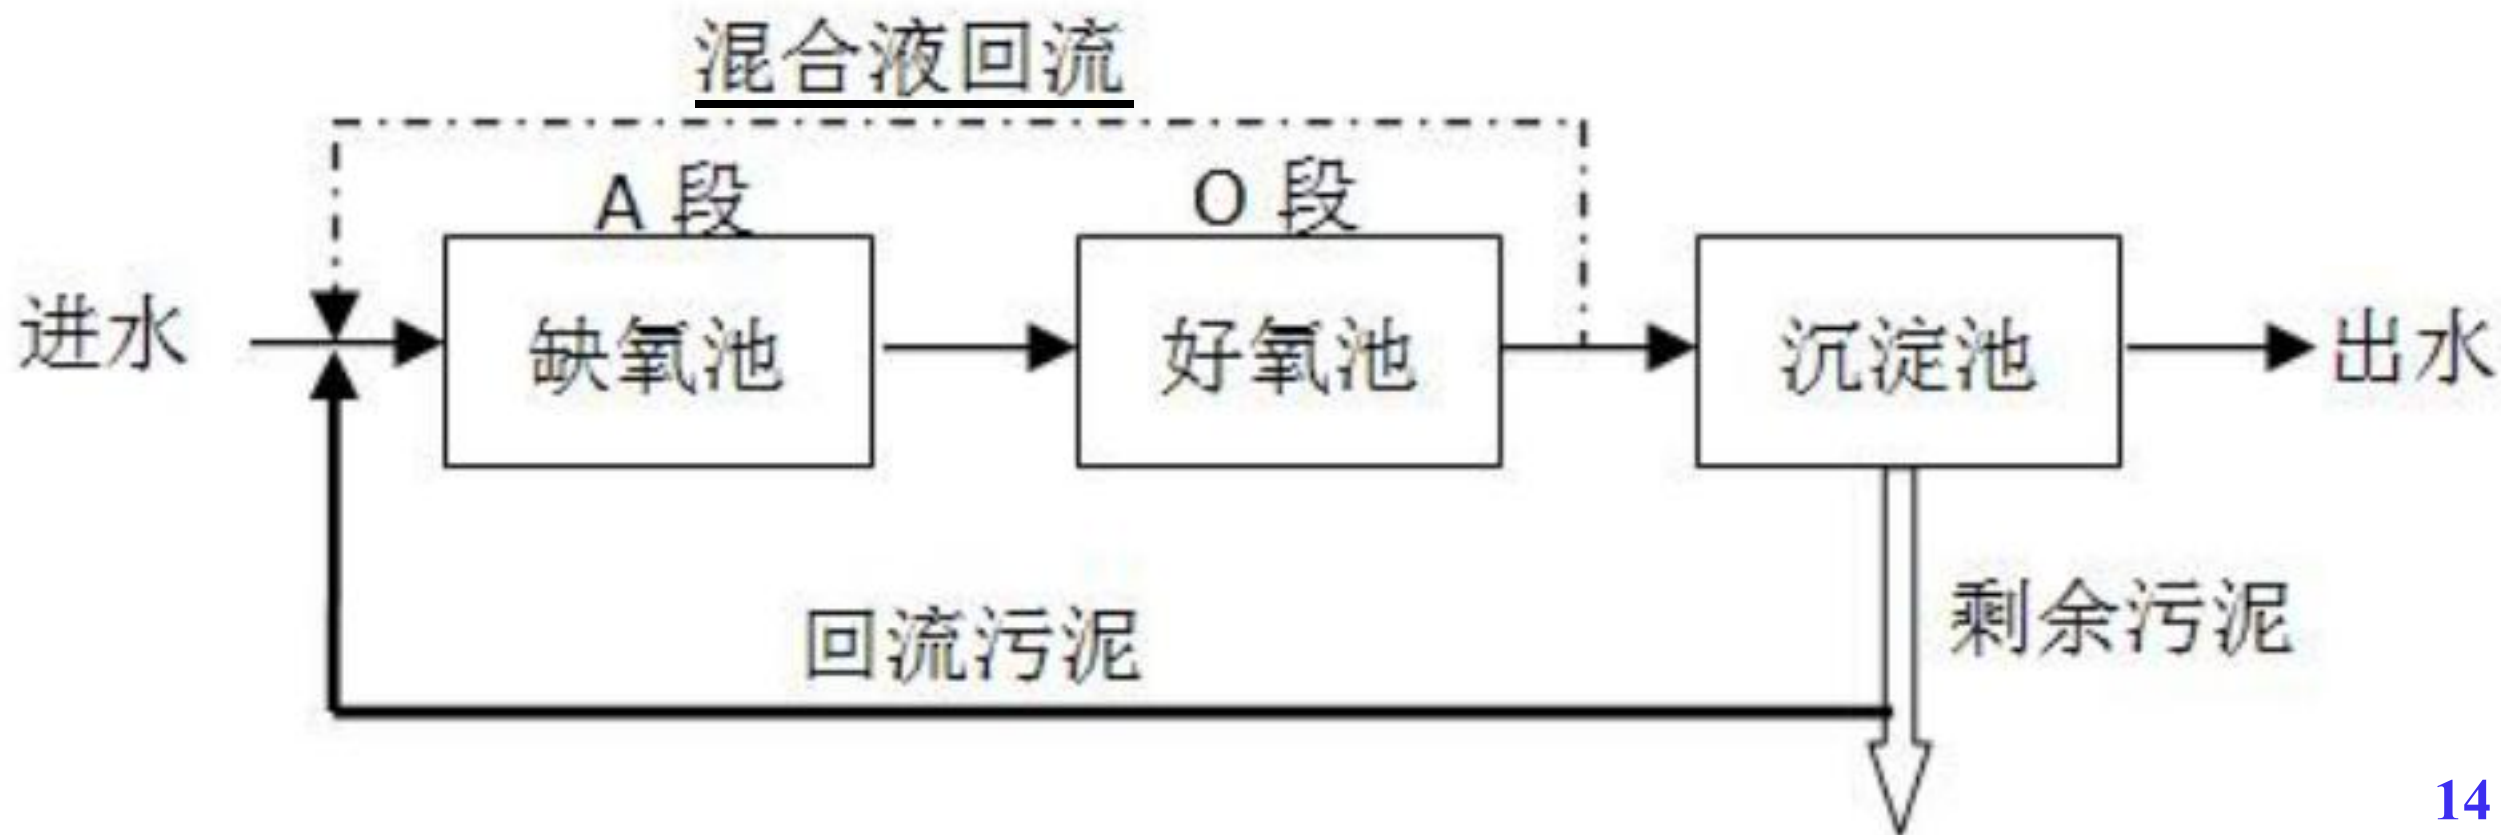 混合液回流
A 段
O 段
进水
缺氧池
好氧池
沉淀池
出水
回流污泥
剩余污泥
14